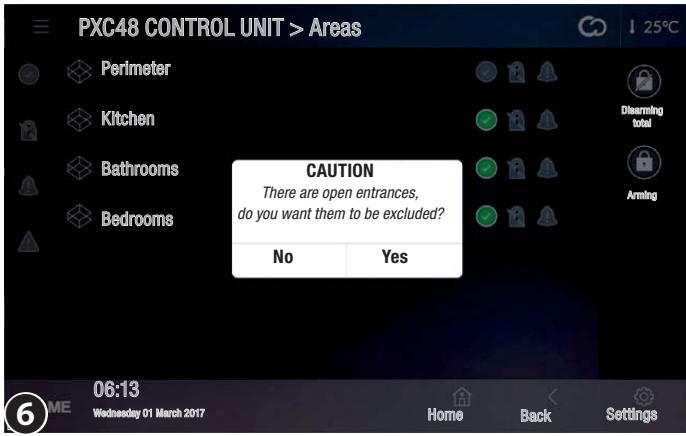 PXC48 CONTROL UNIT > Areas
25°C
Perimeter
Kitchen
Bathrooms
Bedrooms
Disarming
total
Arming
CAUTION
There are open entrances,
do you want them to be excluded?
No
Yes
06:13
Wednesday 01 March 2017
6
ME
Home
Back
Settings